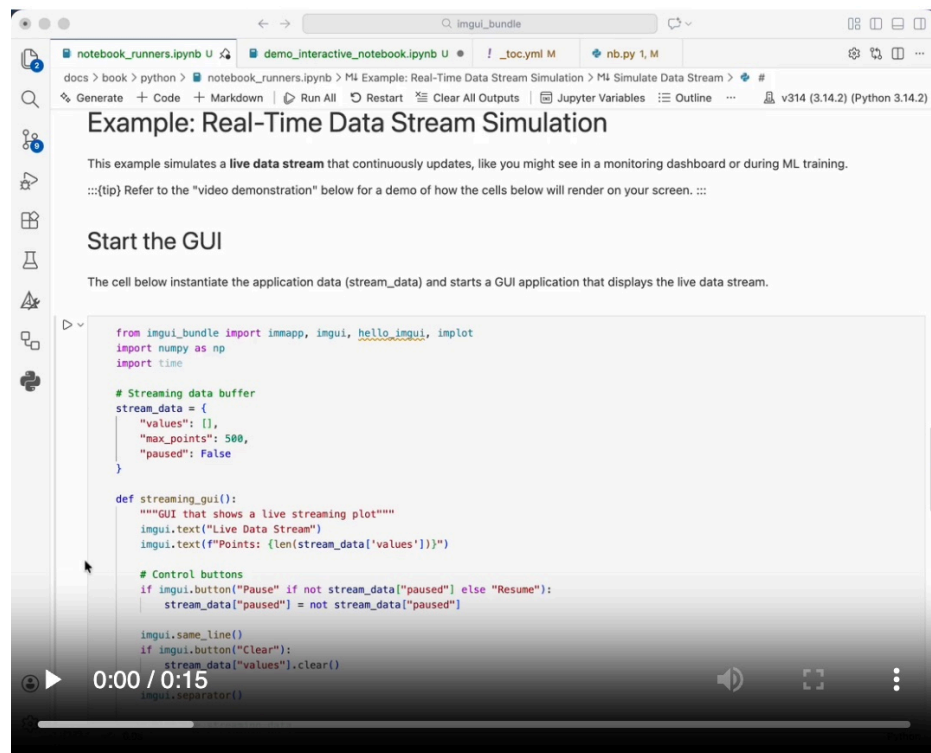 imgui_bundle
notebook_runners.ipynb U
demo_interactive_notebook.ipynb U
! _toc.yml M
nb.py 1, M
docs > book > python > notebook_runners.ipynb > M↓ Example: Real-Time Data Stream Simulation > M↓ Simulate Data Stream > #
Generate + Code + Markdown | Run All Restart Clear All Outputs | Jupyter Variables Outline ... v314 (3.14.2) (Python 3.14.2)
2
9
Example: Real-Time Data Stream Simulation
This example simulates a live data stream that continuously updates, like you might see in a monitoring dashboard or during ML training.
:::{tip} Refer to the "video demonstration" below for a demo of how the cells below will render on your screen. :::
Start the GUI
The cell below instantiate the application data (stream_data) and starts a GUI application that displays the live data stream.
from imgui_bundle import immapp, imgui, hello_imgui, implot
import numpy as np
import time
# Streaming data buffer
stream_data = {
"values": [],
"max_points": 500,
"paused": False
}
def streaming_gui():
"""GUI that shows a live streaming plot"""
imgui.text("Live Data Stream")
imgui.text(f"Points: {len(stream_data['values'])}")
# Control buttons
if imgui.button("Pause" if not stream_data["paused"] else "Resume"):
stream_data["paused"] = not stream_data["paused"]
imgui.same_line()
if imgui.button("Clear"):
stream_data["values"].clear()
imgui.separator()
0:00 / 0:15